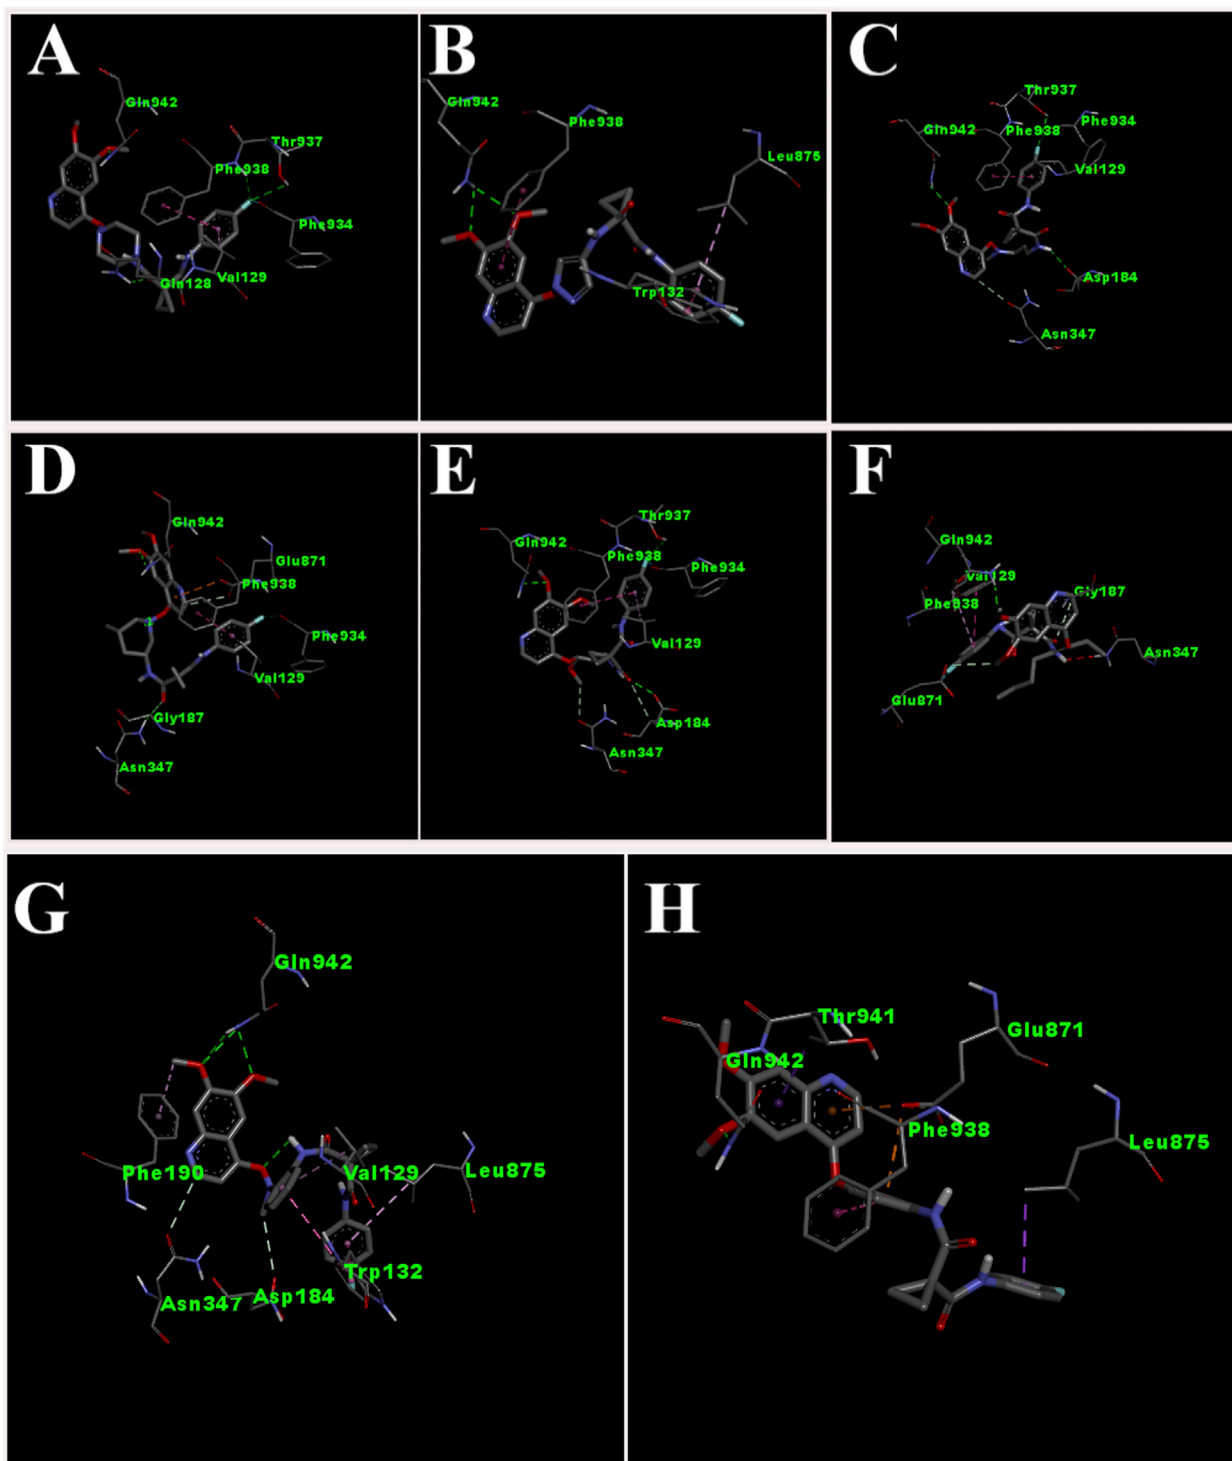 A
Gln942
Thr937
Phe938
Phe934
Val129
Gln128
B
Gln942
Phe938
Leu875
Trp132
C
Thr937
Gln942
Phe938
Phe934
Val129
Asp184
Asn347
D
Gln942
Glu871
Phe938
Phe934
Val129
Gly187
Asn347
E
Thr937
Gln942
Phe938
Phe934
Val129
Asp184
Asn347
F
Gln942
Val129
Gly187
Phe938
Asn347
Glu871
G
Gln942
Phe190
Val129
Leu875
Trp132
Asn347
Asp184
H
Thr941
Glu871
Gln942
Phe938
Leu875